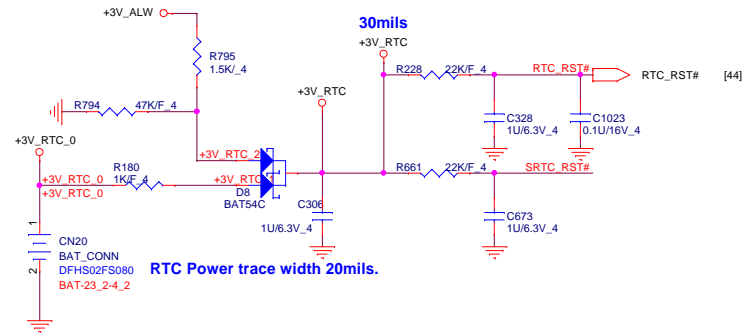 30mils
+3V_ALW
+3V_RTC
R795
1.5K/_4
R228
22K/F_4
RTC_RST#
RTC_RST#
[44]
+3V_RTC
R794
47K/F_4
C328
1U/6.3V_4
C1023
0.1U/16V_4
+3V_RTC_0
+3V_RTC_2
R180
1K/F_4
R661
22K/F_4
SRTC_RST#
+3V_RTC_0
+3V_RTC_0
+3V_RTC
D8
BAT54C
C306
1U/6.3V_4
C673
1U/6.3V_4
1
CN20
BAT_CONN
2
DFHS02FS080
BAT-23_2-4_2
RTC Power trace width 20mils.